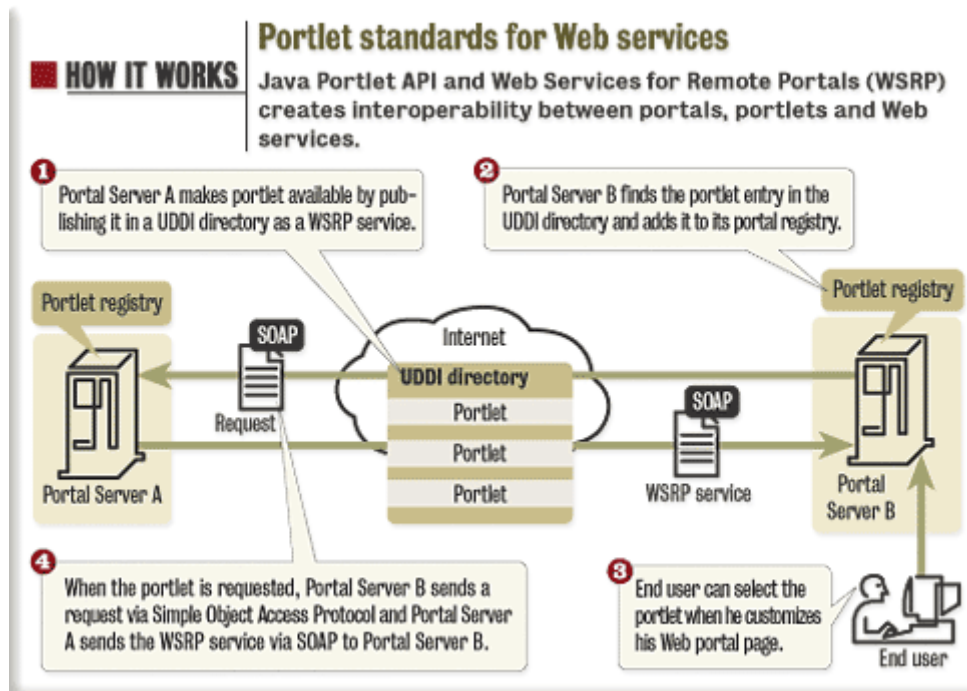 HOW IT WORKS
Portlet standards for Web services
Java Portlet API and Web Services for Remote Portals (WSRP)
creates interoperability between portals, portlets and Web
services.
1
Portal Server A makes portlet available by pub-
lishing it in a UDDI directory as a WSRP service.
2
Portal Server B finds the portlet entry in the
UDDI directory and adds it to its portal registry.
Portlet registry
Portlet registry
SOAP
Internet
Request
UDDI directory
Portlet
Portlet
Portlet
SOAP
WSRP service
Portal Server A
Portal
Server B
4
When the portlet is requested, Portal Server B sends a
request via Simple Object Access Protocol and Portal Server
A sends the WSRP service via SOAP to Portal Server B.
3
End user can select the
portlet when he customizes
his Web portal page.
End user